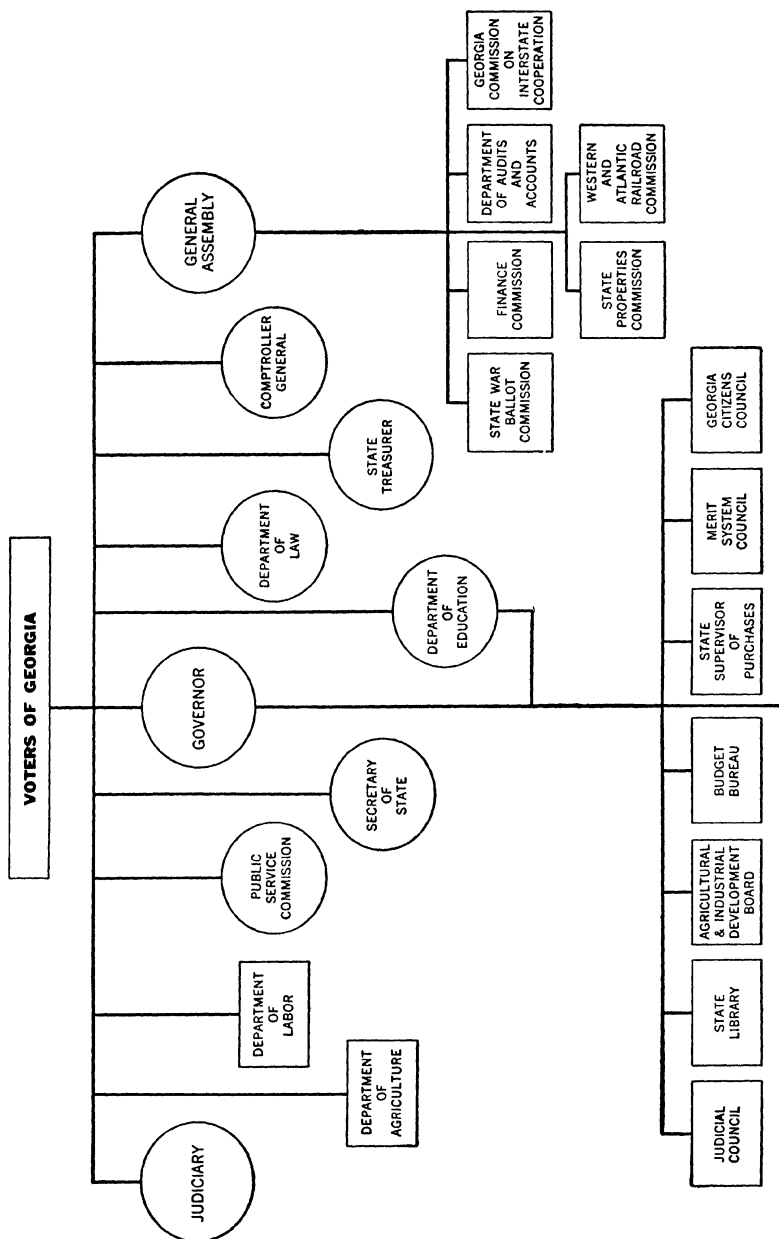 VOTERS OF GEORGIA
JUDICIARY
DEPARTMENT
OF
AGRICULTURE
DEPARTMENT
OF
LABOR
PUBLIC
SERVICE
COMMISSION
SECRETARY
OF
STATE
GOVERNOR
DEPARTMENT
OF
EDUCATION
DEPARTMENT
OF
LAW
STATE
TREASURER
COMPTROLLER
GENERAL
GENERAL
ASSEMBLY
STATE WAR
BALLOT
COMMISSION
FINANCE
COMMISSION
DEPARTMENT
OF AUDITS
AND
ACCOUNTS
GEORGIA
COMMISSION
ON
INTERSTATE
COOPERATION
STATE
PROPERTIES
COMMISSION
WESTERN
AND
ATLANTIC
RAILROAD
COMMISSION
JUDICIAL
COUNCIL
STATE
LIBRARY
AGRICULTURAL
& INDUSTRIAL
DEVELOPMENT
BOARD
BUDGET
BUREAU
STATE
SUPERVISOR
OF
PURCHASES
MERIT
SYSTEM
COUNCIL
GEORGIA
CITIZENS
COUNCIL